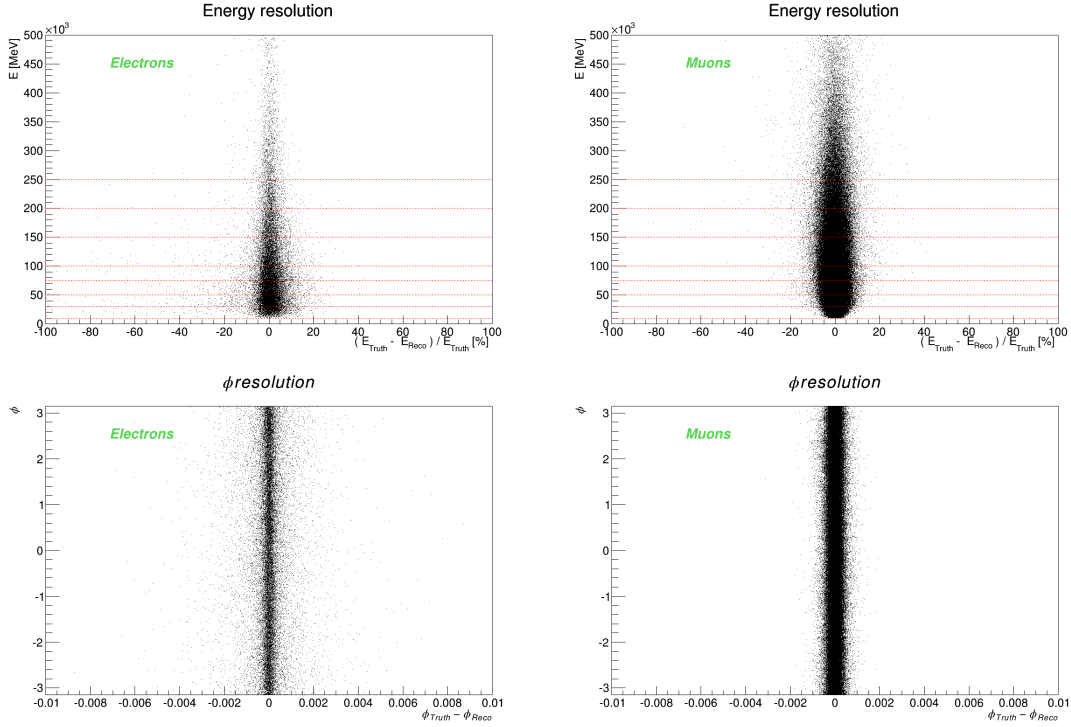 Energy resolution
Energy resolution
×10³
E [MeV]
500
450
400
350
300
250
200
150
100
50
0
Electrons
-100 -80 -60 -40 -20 0 20 40 60 80 100
( E_Truth - E_Reco ) / E_Truth [%]
×10³
E [MeV]
500
450
400
350
300
250
200
150
100
50
0
Muons
-100 -80 -60 -40 -20 0 20 40 60 80 100
( E_Truth - E_Reco ) / E_Truth [%]
ϕ resolution
ϕ resolution
ϕ
3
2
1
0
-1
-2
-3
Electrons
-0.01 -0.008 -0.006 -0.004 -0.002 0 0.002 0.004 0.006 0.008 0.01
ϕ_Truth − ϕ_Reco
ϕ
3
2
1
0
-1
-2
-3
Muons
-0.01 -0.008 -0.006 -0.004 -0.002 0 0.002 0.004 0.006 0.008 0.01
ϕ_Truth − ϕ_Reco